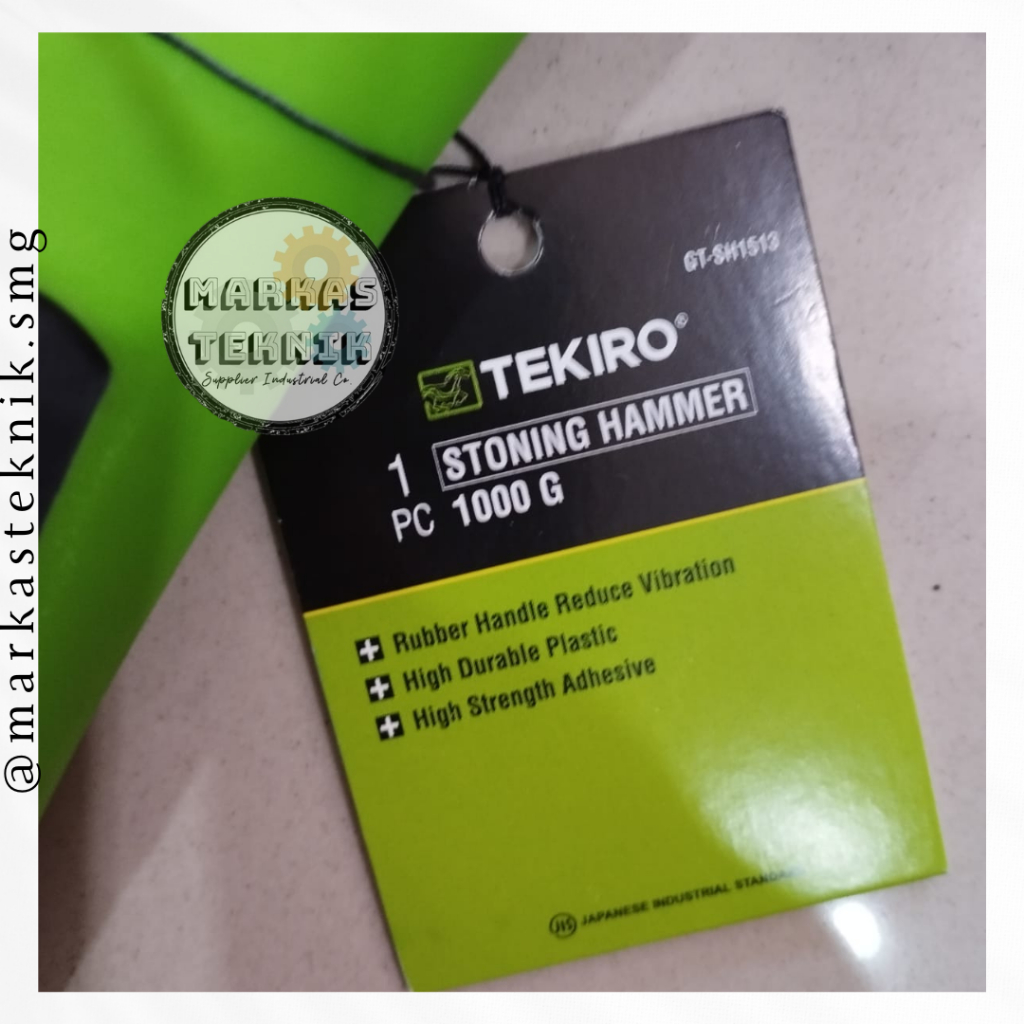 @markasteknik.smg
MARKAS
TEKNIK
Supplier Industrial Co.
GT-SH1513
TEKIRO®
1 PC
STONING HAMMER
1000 G
Rubber Handle Reduce Vibration
High Durable Plastic
High Strength Adhesive
JIS JAPANESE INDUSTRIAL STANDARD